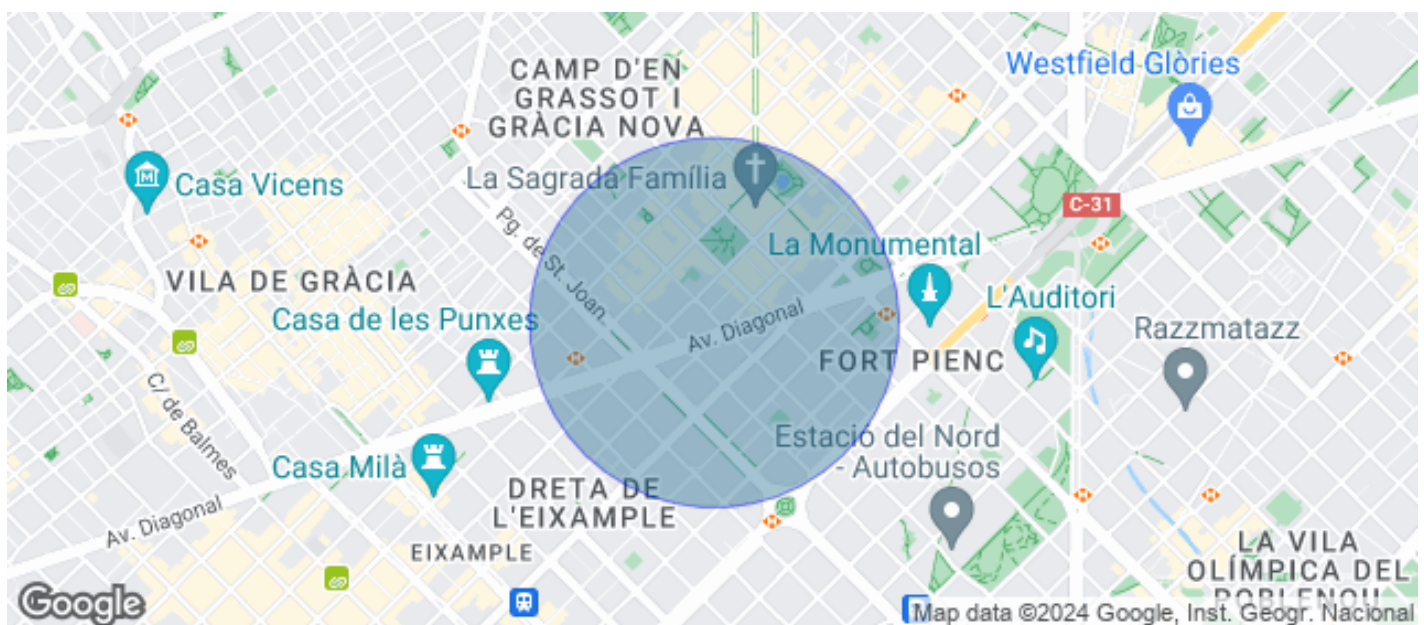 CAMP D'EN
GRASSOT I
GRÀCIA NOVA
Westfield Glòries
Casa Vicens
La Sagrada Família
C-31
Pg. de St. Joan
La Monumental
VILA DE GRÀCIA
L'Auditori
Casa de les Punxes
Av. Diagonal
Razzmatazz
FORT PIENC
C/ de Balmes
Estació del Nord
- Autobusos
Casa Milà
DRETA DE
L'EIXAMPLE
Av. Diagonal
EIXAMPLE
LA VILA
OLÍMPICA DEL
POBLENOU
Google
Map data ©2024 Google, Inst. Geogr. Nacional